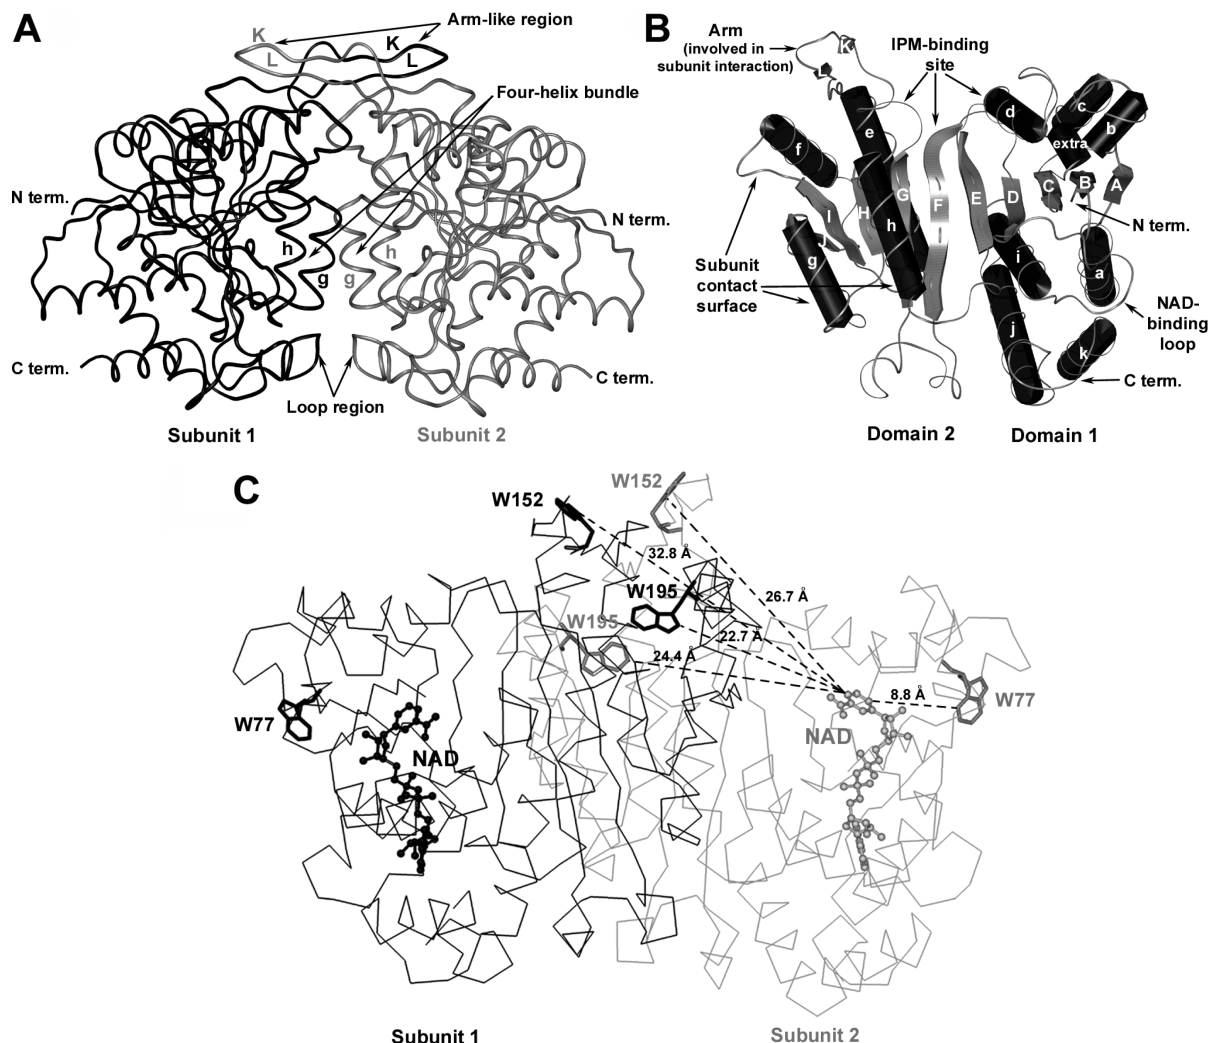 A
K
L
K
L
Arm-like region
Four-helix bundle
N term.
N term.
h
g
g
h
C term.
C term.
Loop region
Subunit 1
Subunit 2
B
Arm
(involved in
subunit interaction)
K
L
IPM-binding
site
e
f
d
c
b
extra
I
H
G
F
E
D
C
B
A
J
g
h
i
a
j
k
N term.
Subunit
contact
surface
NAD-
binding
loop
C term.
Domain 2
Domain 1
C
W152
W152
32.8 Å
W195
26.7 Å
W195
22.7 Å
24.4 Å
8.8 Å
W77
W77
NAD
NAD
Subunit 1
Subunit 2